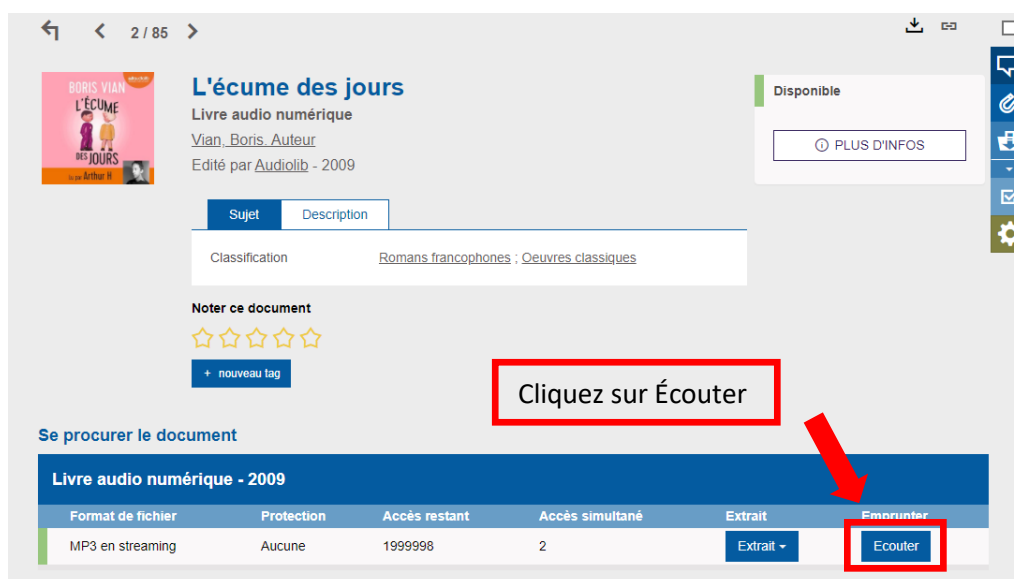 2 / 85
audiolib
BORIS VIAN
L'ÉCUME
DES JOURS
Lu par Arthur H
L'écume des jours
Livre audio numérique
Vian, Boris. Auteur
Edité par Audiolib - 2009
Disponible
PLUS D'INFOS
Sujet Description
Classification Romans francophones ; Oeuvres classiques
Noter ce document
+ nouveau tag
Cliquez sur Écouter
Se procurer le document
Livre audio numérique - 2009
Format de fichier Protection Accès restant Accès simultané Extrait Emprunter
MP3 en streaming Aucune 1999998 2 Extrait Ecouter